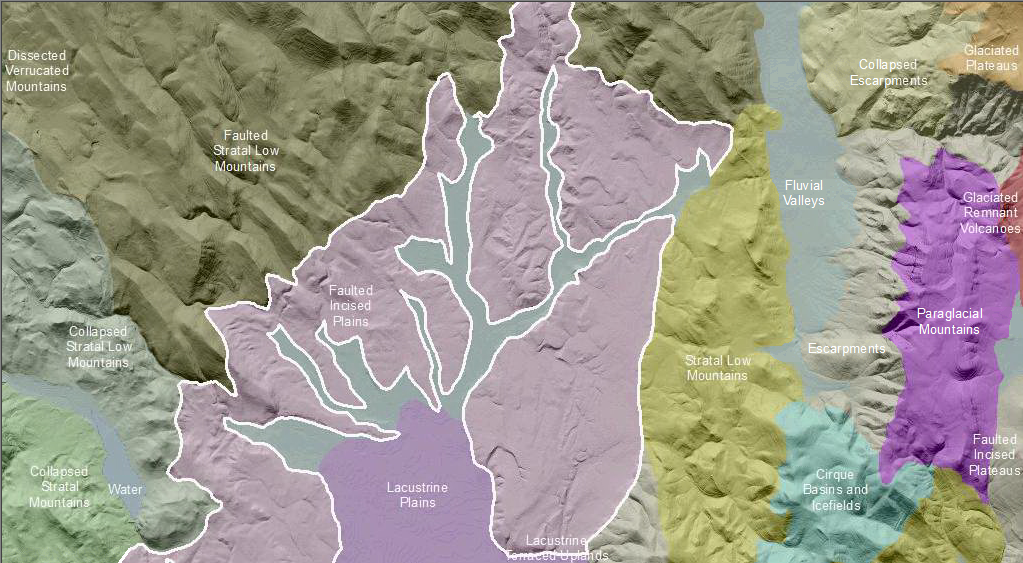 Dissected
Verrucated
Mountains
Faulted
Stratal Low
Mountains
Collapsed
Escarpments
Glaciated
Plateaus
Fluvial
Valleys
Glaciated
Remnant
Volcanoes
Faulted
Incised
Plains
Collapsed
Stratal Low
Mountains
Paraglacial
Mountains
Escarpments
Stratal Low
Mountains
Collapsed
Stratal
Mountains
Water
Lacustrine
Plains
Cirque
Basins and
Icefields
Faulted
Incised
Plateaus
Lacustrine
Terraced Uplands